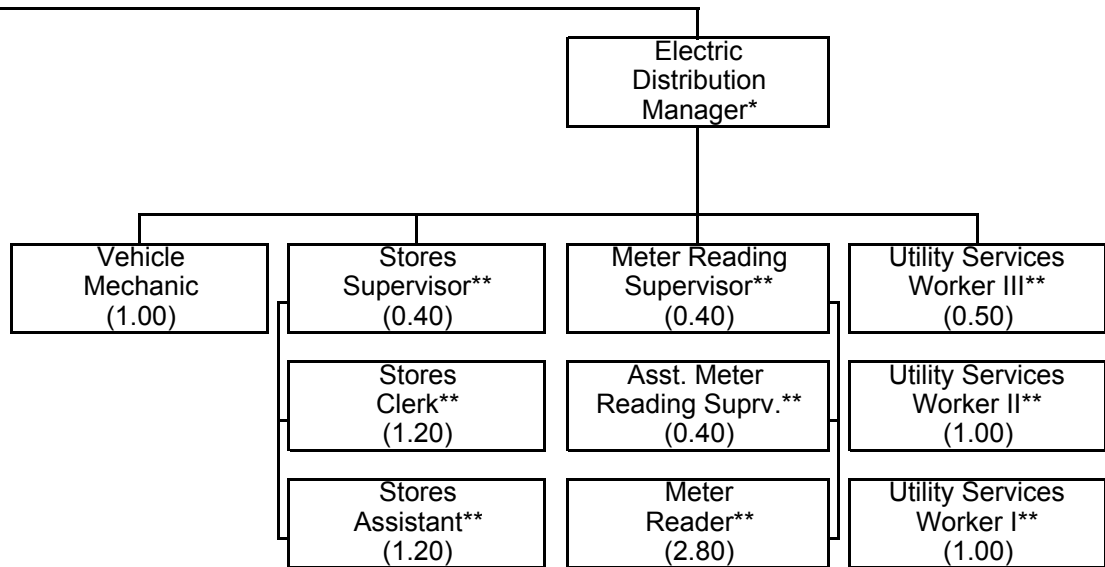 Electric
Distribution
Manager*
Vehicle
Mechanic
(1.00)
Stores
Supervisor**
(0.40)
Meter Reading
Supervisor**
(0.40)
Utility Services
Worker III**
(0.50)
Stores
Clerk**
(1.20)
Asst. Meter
Reading Suprv.**
(0.40)
Utility Services
Worker II**
(1.00)
Stores
Assistant**
(1.20)
Meter
Reader**
(2.80)
Utility Services
Worker I**
(1.00)